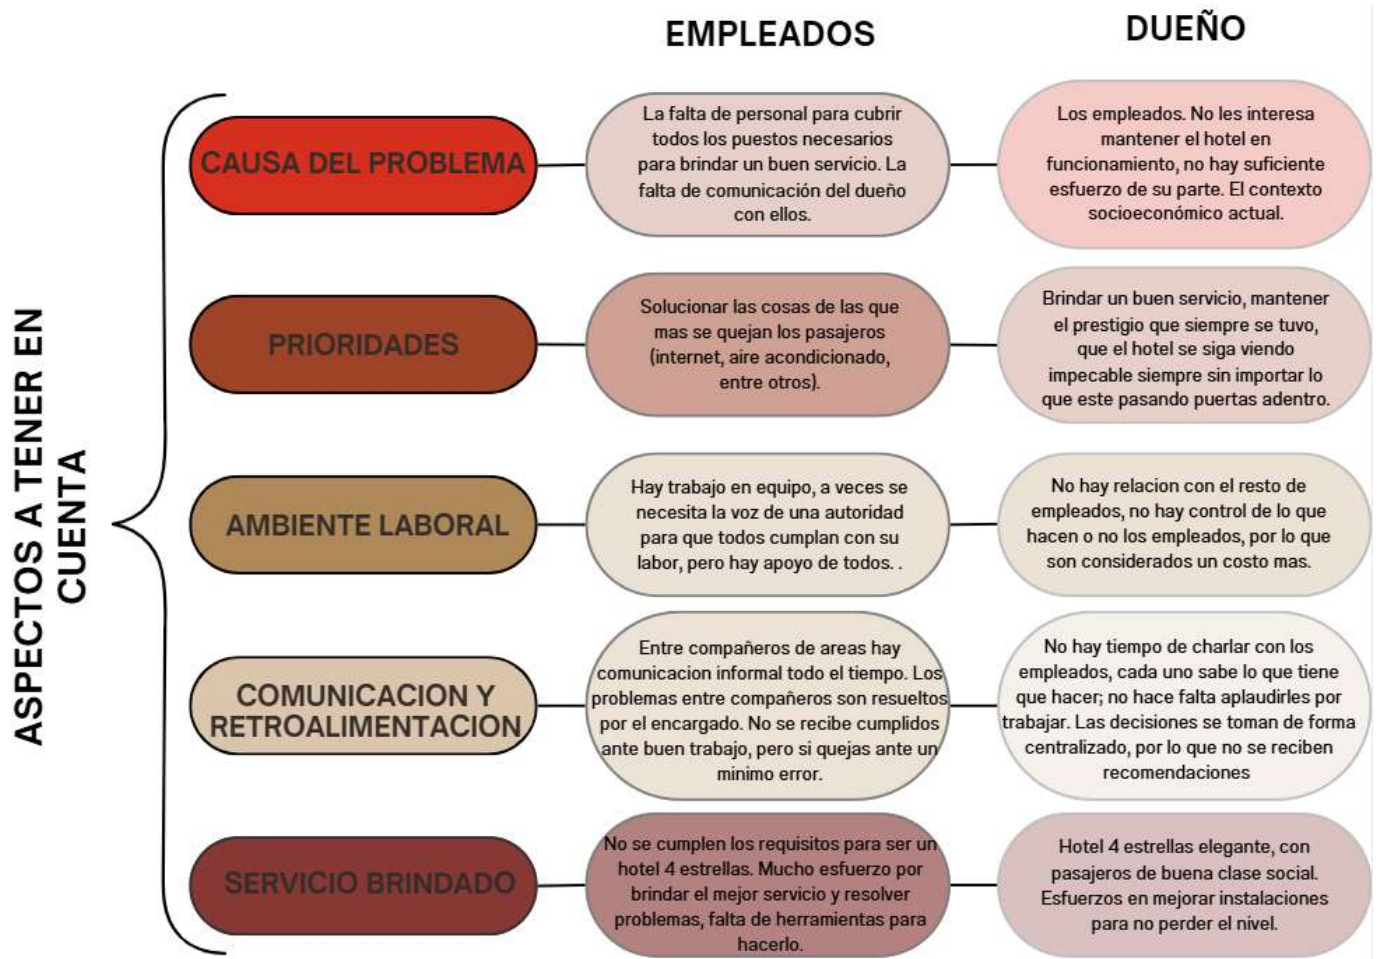 EMPLEADOS
DUEÑO
ASPECTOS A TENER EN
CUENTA
CAUSA DEL PROBLEMA
La falta de personal para cubrir
todos los puestos necesarios
para brindar un buen servicio. La
falta de comunicación del dueño
con ellos.
Los empleados. No les interesa
mantener el hotel en
funcionamiento, no hay suficiente
esfuerzo de su parte. El contexto
socioeconómico actual.
PRIORIDADES
Solucionar las cosas de las que
mas se quejan los pasajeros
(internet, aire acondicionado,
entre otros).
Brindar un buen servicio, mantener
el prestigio que siempre se tuvo,
que el hotel se siga viendo
impecable siempre sin importar lo
que este pasando puertas adentro.
AMBIENTE LABORAL
Hay trabajo en equipo, a veces se
necesita la voz de una autoridad
para que todos cumplan con su
labor, pero hay apoyo de todos. .
No hay relacion con el resto de
empleados, no hay control de lo que
hacen o no los empleados, por lo que
son considerados un costo mas.
COMUNICACION Y
RETROALIMENTACION
Entre compañeros de areas hay
comunicacion informal todo el tiempo. Los
problemas entre compañeros son resueltos
por el encargado. No se recibe cumplidos
ante buen trabajo, pero si quejas ante un
minimo error.
No hay tiempo de charlar con los
empleados, cada uno sabe lo que tiene
que hacer; no hace falta aplaudirles por
trabajar. Las decisiones se toman de forma
centralizado, por lo que no se reciben
recomendaciones
SERVICIO BRINDADO
No se cumplen los requisitos para ser un
hotel 4 estrellas. Mucho esfuerzo por
brindar el mejor servicio y resolver
problemas, falta de herramientas para
hacerlo.
Hotel 4 estrellas elegante, con
pasajeros de buena clase social.
Esfuerzos en mejorar instalaciones
para no perder el nivel.